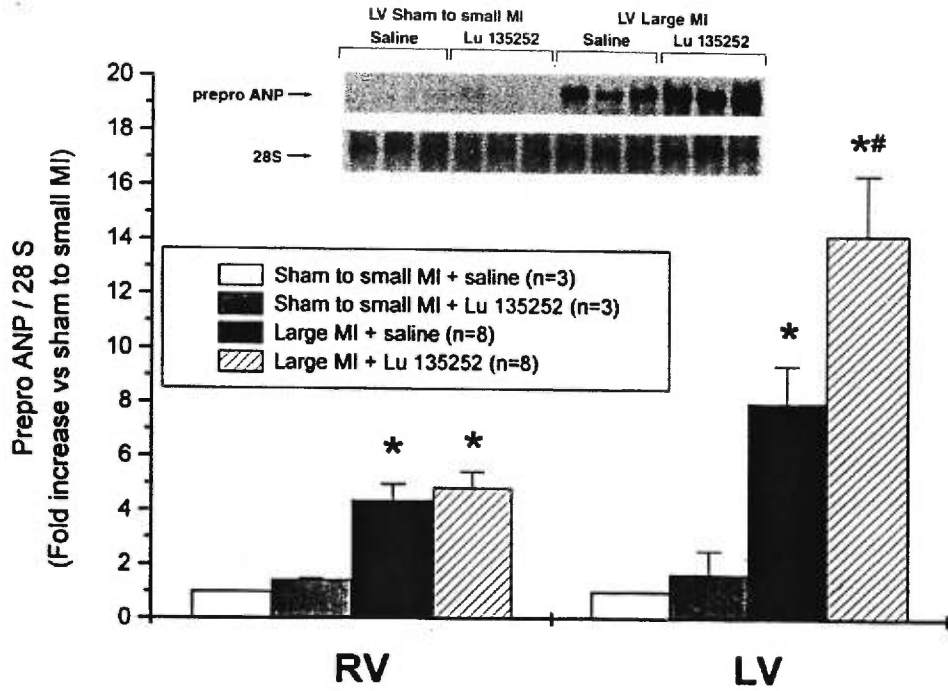 LV Sham to small MI LV Large MI
Saline Lu 135252 Saline Lu 135252
prepro ANP
28S
20
18
16
14
12
10
8
6
4
2
0
Prepro ANP / 28 S
(Fold increase vs sham to small MI)
Sham to small MI + saline (n=3)
Sham to small MI + Lu 135252 (n=3)
Large MI + saline (n=8)
Large MI + Lu 135252 (n=8)
* * * *#
RV LV